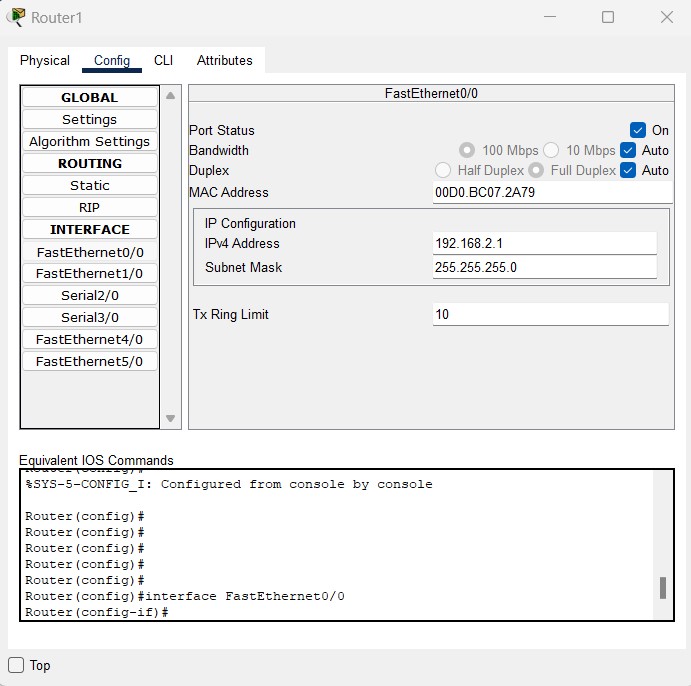 Router1
Physical Config CLI Attributes
GLOBAL
Settings
Algorithm Settings
ROUTING
Static
RIP
INTERFACE
FastEthernet0/0
FastEthernet1/0
Serial2/0
Serial3/0
FastEthernet4/0
FastEthernet5/0
FastEthernet0/0
Port Status On
Bandwidth 100 Mbps 10 Mbps Auto
Duplex Half Duplex Full Duplex Auto
MAC Address 00D0.BC07.2A79
IP Configuration
IPv4 Address 192.168.2.1
Subnet Mask 255.255.255.0
Tx Ring Limit 10
Equivalent IOS Commands
Router(config)#
%SYS-5-CONFIG_I: Configured from console by console
Router(config)#
Router(config)#
Router(config)#
Router(config)#
Router(config)#
Router(config)#interface FastEthernet0/0
Router(config-if)#
Top